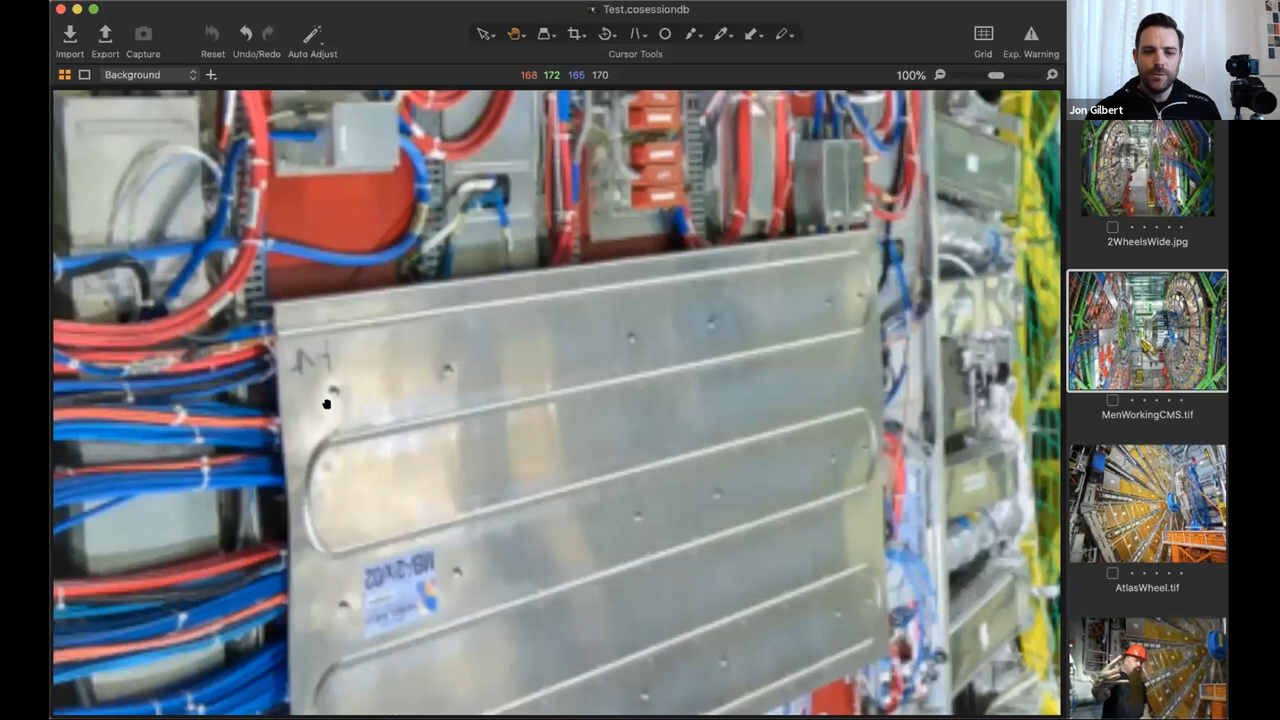 Test.cosessiondb
Import Export Capture Reset Undo/Redo Auto Adjust Cursor Tools Grid Exp. Warning
Background 168 172 165 170 100%
Jon Gilbert
2WheelsWide.jpg
MenWorkingCMS.tif
AtlasWheel.tif